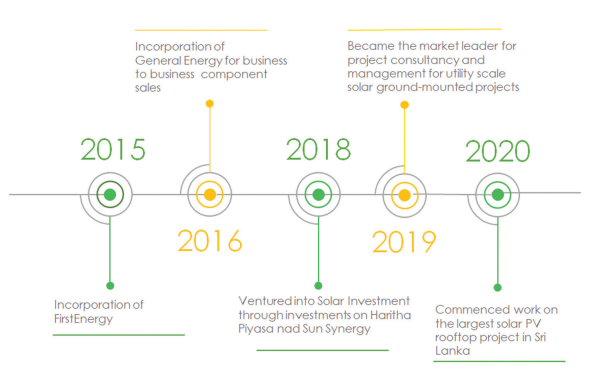 Incorporation of
General Energy for business
to business component
sales
Became the market leader for
project consultancy and
management for utility scale
solar ground-mounted projects
2015
2018
2020
2016
2019
Incorporation of
FirstEnergy
Ventured into Solar Investment
through investments on Haritha
Piyasa nad Sun Synergy
Commenced work on
the largest solar PV
rooftop project in Sri
Lanka